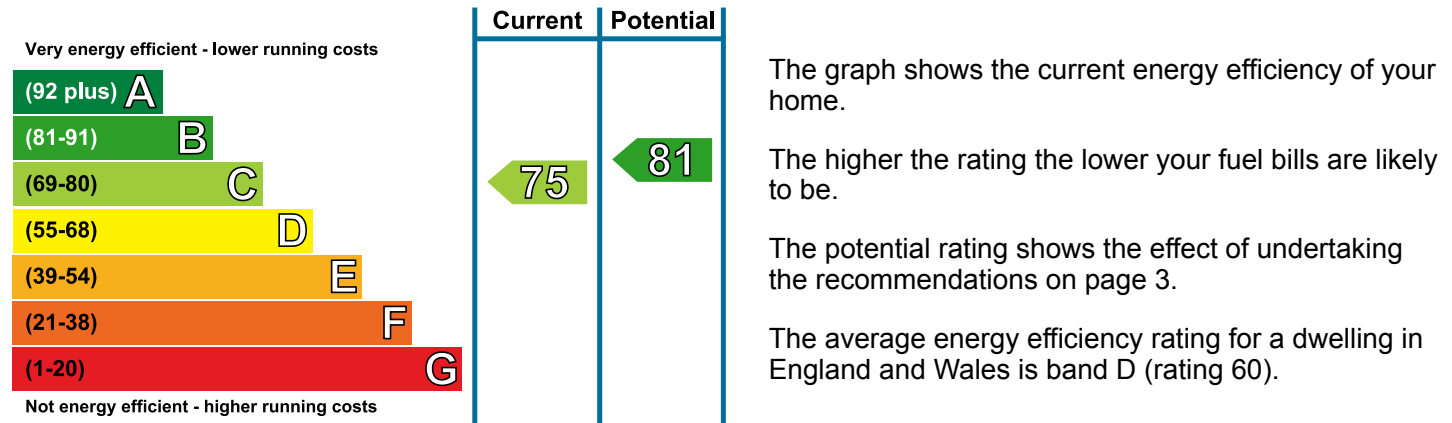 Current Potential
Very energy efficient - lower running costs
(92 plus) A
(81-91) B
(69-80) C
(55-68) D
(39-54) E
(21-38) F
(1-20) G
Not energy efficient - higher running costs
75
81
The graph shows the current energy efficiency of your
home.
The higher the rating the lower your fuel bills are likely
to be.
The potential rating shows the effect of undertaking
the recommendations on page 3.
The average energy efficiency rating for a dwelling in
England and Wales is band D (rating 60).